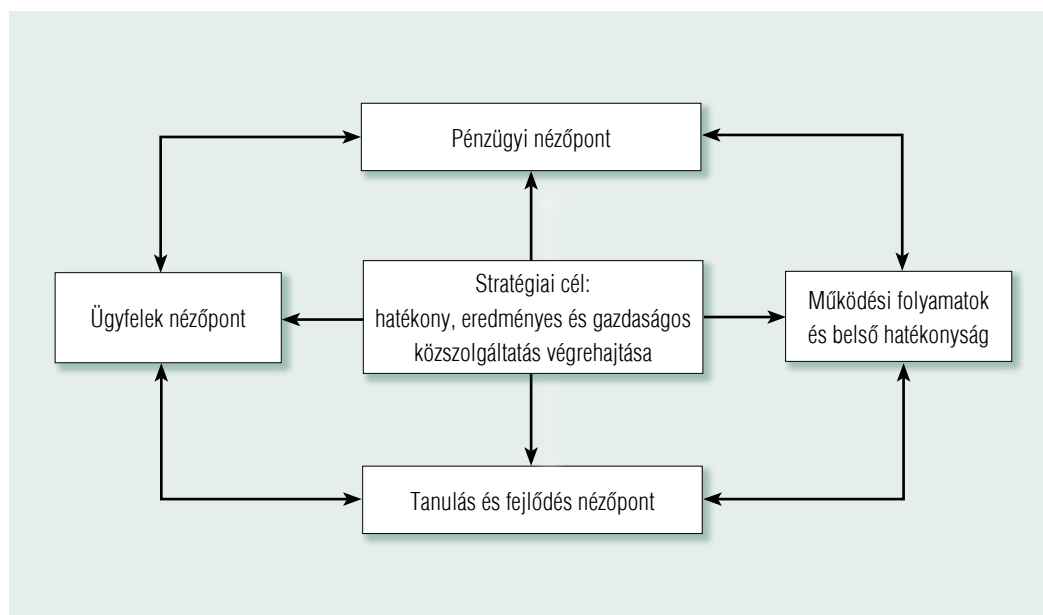 Pénzügyi nézőpont
Ügyfelek nézőpont
Stratégiai cél:
hatékony, eredményes és gazdaságos
közszolgáltatás végrehajtása
Működési folyamatok
és belső hatékonyság
Tanulás és fejlődés nézőpont